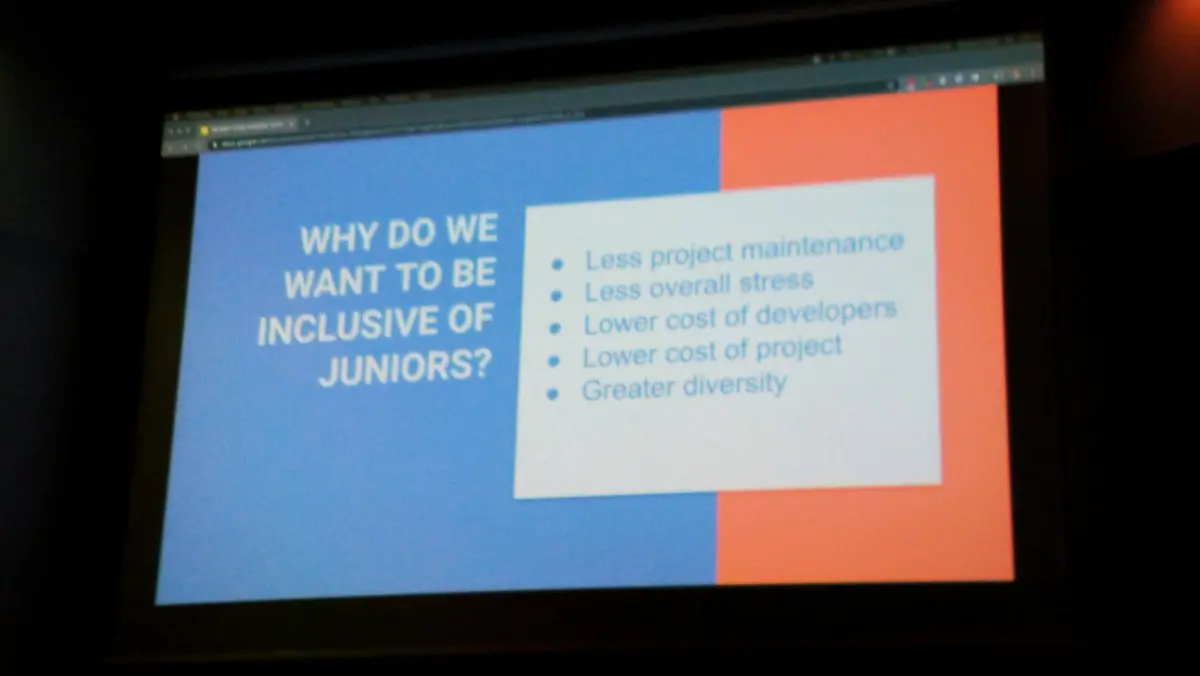 WHY DO WE
WANT TO BE
INCLUSIVE OF
JUNIORS?
● Less project maintenance
● Less overall stress
● Lower cost of developers
● Lower cost of project
● Greater diversity